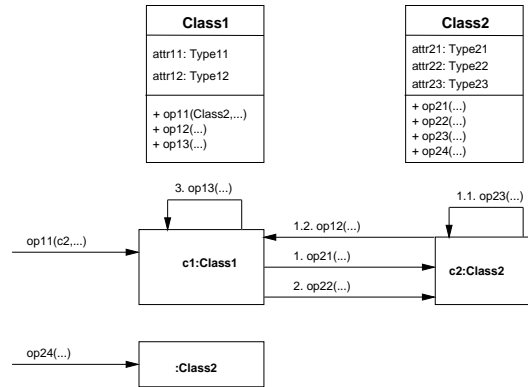 Class1
attr11: Type11
attr12: Type12
+ op11(Class2,...)
+ op12(...)
+ op13(...)
Class2
attr21: Type21
attr22: Type22
attr23: Type23
+ op21(...)
+ op22(...)
+ op23(...)
+ op24(...)
3. op13(...)
1.1. op23(...)
1.2. op12(...)
op11(c2,...)
c1:Class1
1. op21(...)
c2:Class2
2. op22(...)
op24(...)
:Class2